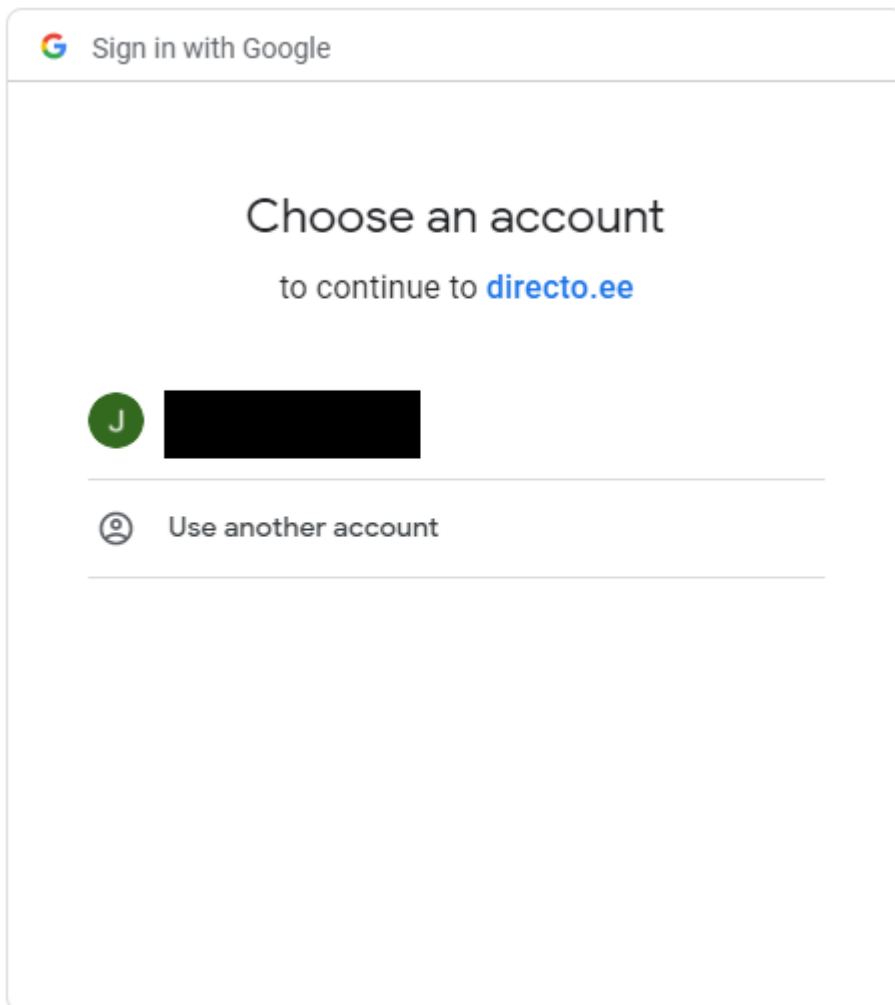 Sign in with Google
Choose an account
to continue to directo.ee
J
Use another account